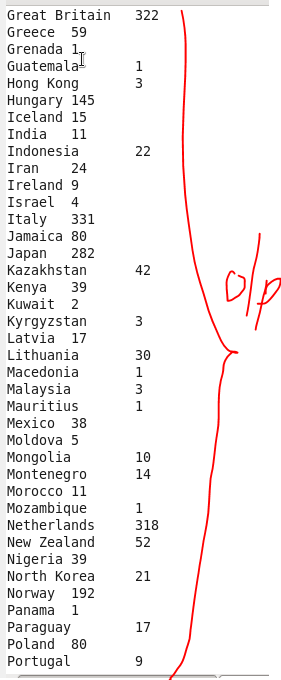 Great Britain 322
Greece 59
Grenada 1
Guatemala 1
Hong Kong 3
Hungary 145
Iceland 15
India 11
Indonesia 22
Iran 24
Ireland 9
Israel 4
Italy 331
Jamaica 80
Japan 282
Kazakhstan 42
Kenya 39
Kuwait 2
Kyrgyzstan 3
Latvia 17
Lithuania 30
Macedonia 1
Malaysia 3
Mauritius 1
Mexico 38
Moldova 5
Mongolia 10
Montenegro 14
Morocco 11
Mozambique 1
Netherlands 318
New Zealand 52
Nigeria 39
North Korea 21
Norway 192
Panama 1
Paraguay 17
Poland 80
Portugal 9
o/p